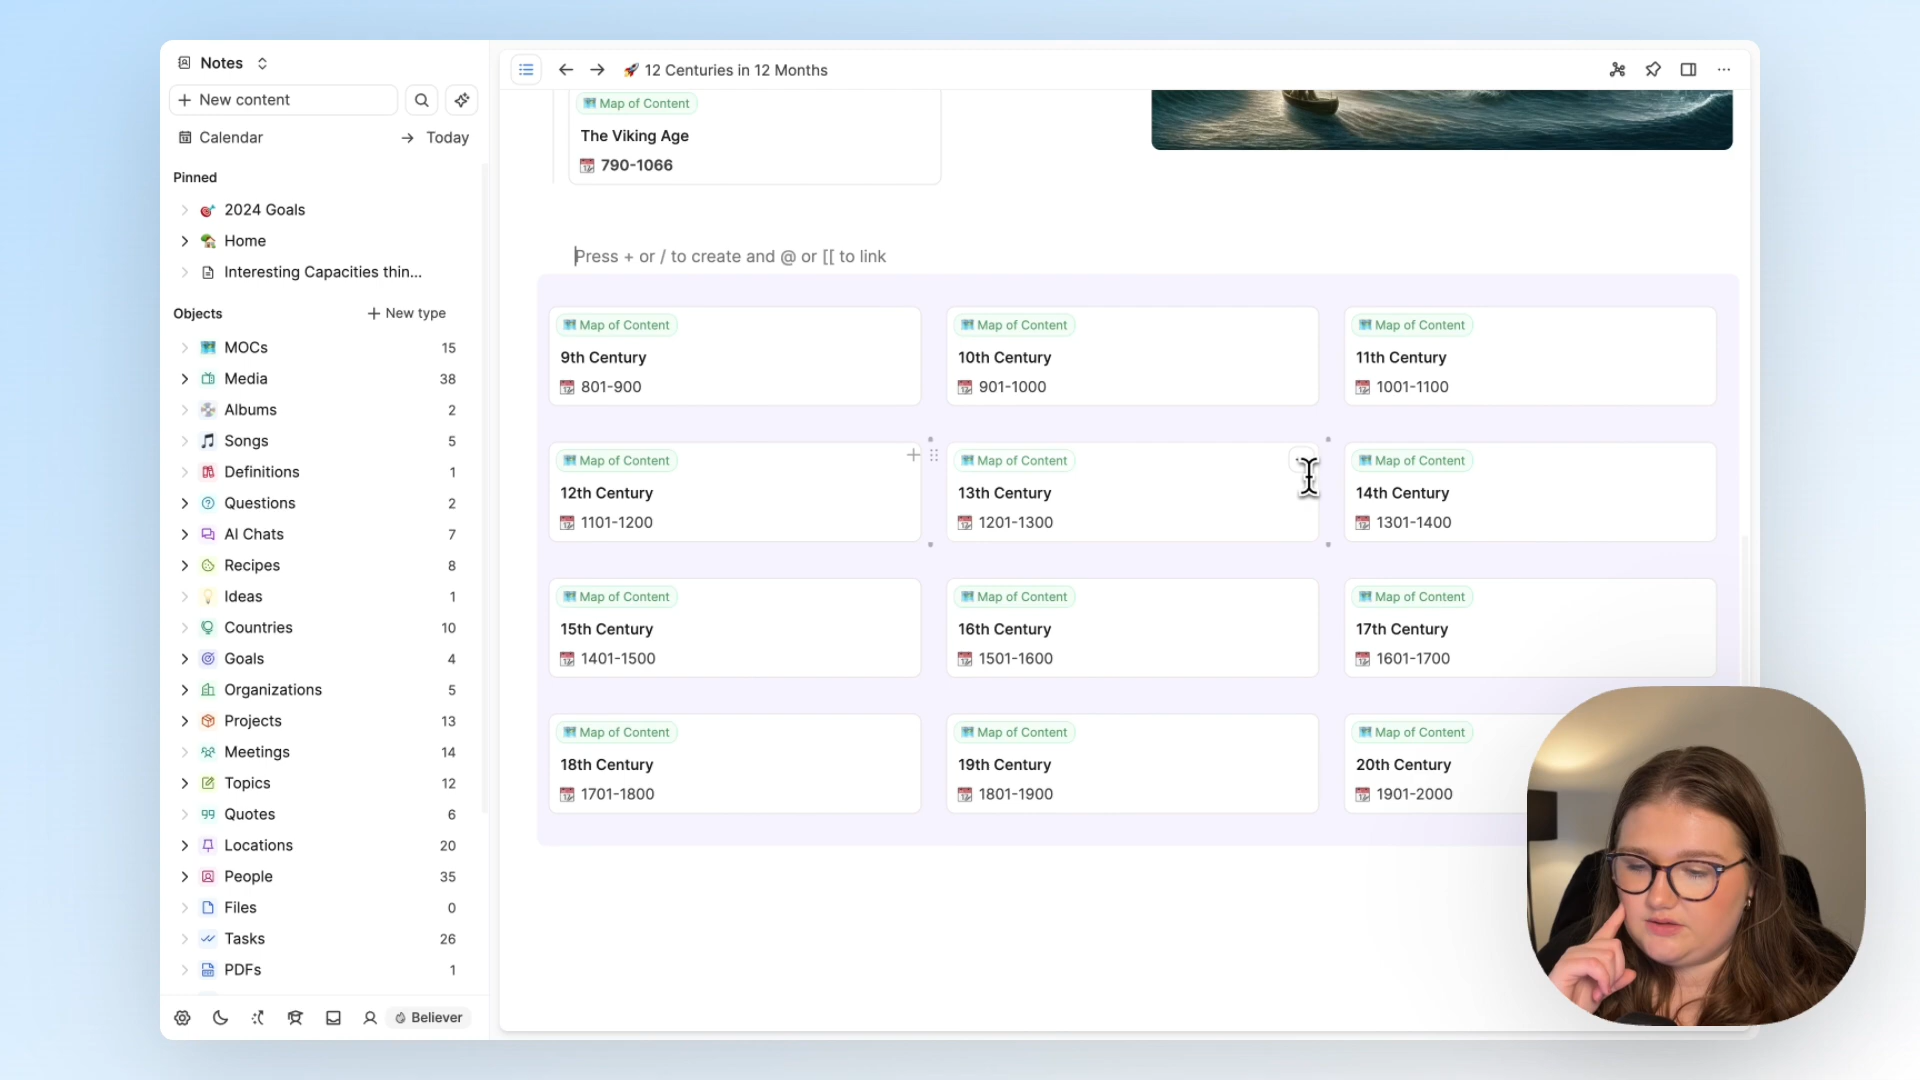 Notes
New content
Calendar
Today
Pinned
2024 Goals
Home
Interesting Capacities thin...
Objects
New type
MOCs 15
Media 38
Albums 2
Songs 5
Definitions 1
Questions 2
AI Chats 7
Recipes 8
Ideas 1
Countries 10
Goals 4
Organizations 5
Projects 13
Meetings 14
Topics 12
Quotes 6
Locations 20
People 35
Files 0
Tasks 26
PDFs 1
Believer
12 Centuries in 12 Months
Map of Content
The Viking Age
790-1066
Press + or / to create and @ or [[ to link
Map of Content
9th Century
801-900
Map of Content
10th Century
901-1000
Map of Content
11th Century
1001-1100
Map of Content
12th Century
1101-1200
Map of Content
13th Century
1201-1300
Map of Content
14th Century
1301-1400
Map of Content
15th Century
1401-1500
Map of Content
16th Century
1501-1600
Map of Content
17th Century
1601-1700
Map of Content
18th Century
1701-1800
Map of Content
19th Century
1801-1900
Map of Content
20th Century
1901-2000